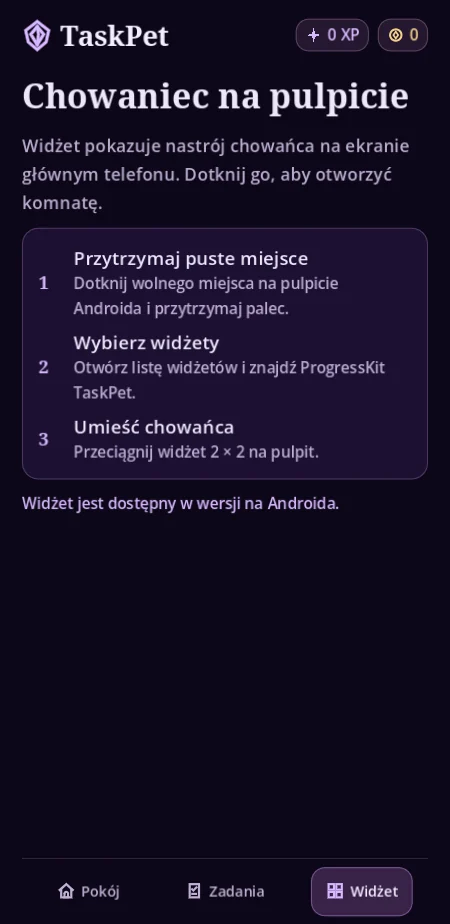 TaskPet
0 XP
0
Chowaniec na pulpicie
Widżet pokazuje nastrój chowańca na ekranie
głównym telefonu. Dotknij go, aby otworzyć
komnatę.
1
Przytrzymaj puste miejsce
Dotknij wolnego miejsca na pulpicie
Androida i przytrzymaj palec.
2
Wybierz widżety
Otwórz listę widżetów i znajdź ProgressKit
TaskPet.
3
Umieść chowańca
Przeciągnij widżet 2 × 2 na pulpit.
Widżet jest dostępny w wersji na Androida.
Pokój
Zadania
Widżet